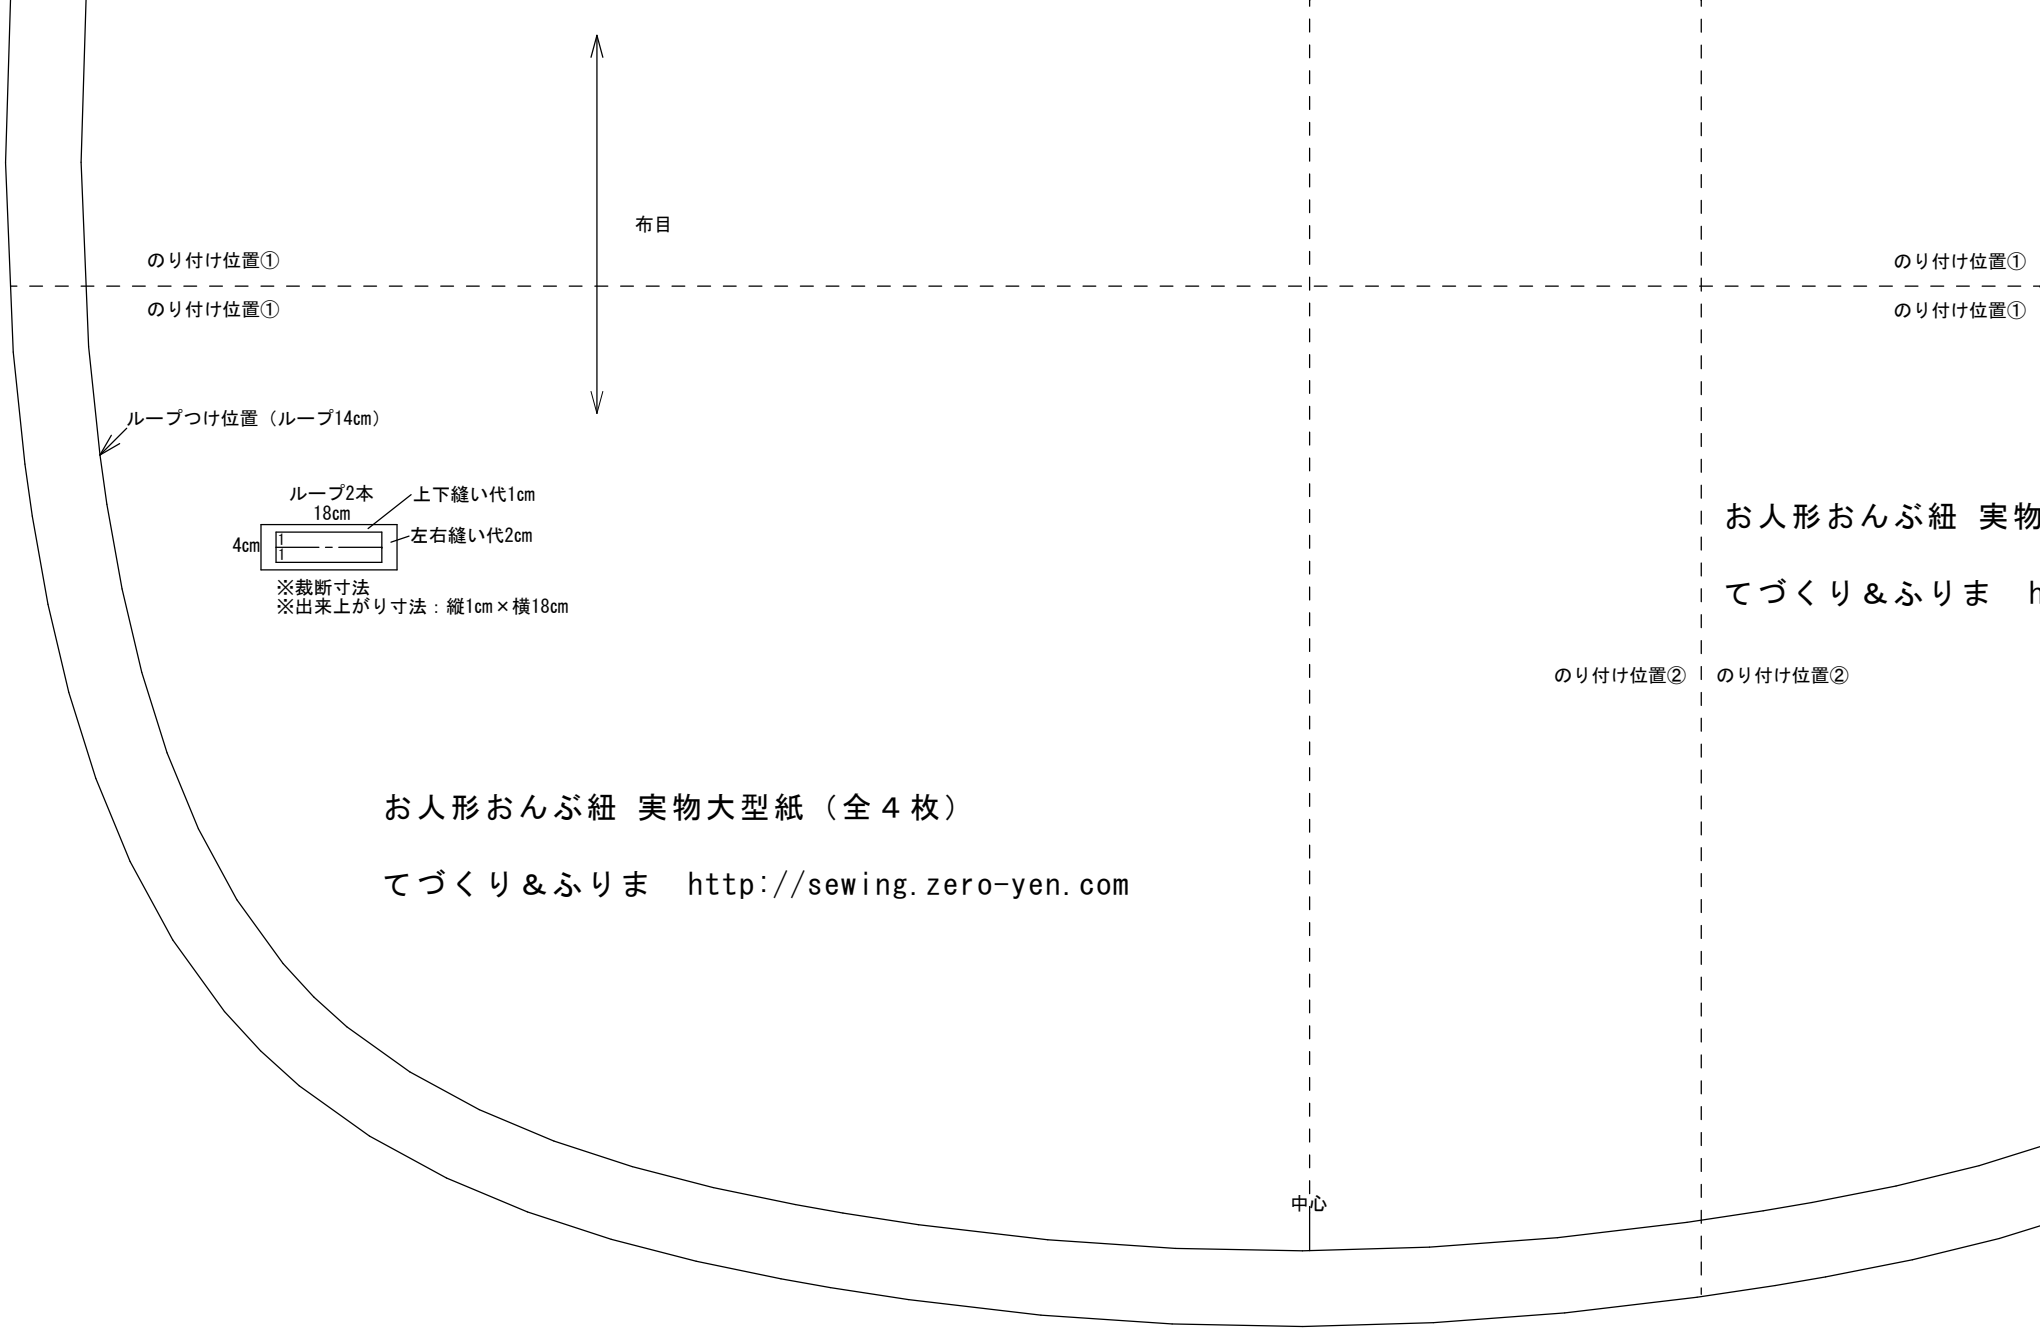 布目
のり付け位置①
のり付け位置①
のり付け位置①
のり付け位置①
ループつけ位置（ループ14㎝）
ループ2本
18㎝
上下縫い代1㎝
左右縫い代2㎝
4㎝
1
1
※裁断寸法
※出来上がり寸法：縦1㎝×横18㎝
お人形おんぶ紐 実物
てづくり＆ふりま h
のり付け位置②
のり付け位置②
お人形おんぶ紐 実物大型紙（全４枚）
てづくり＆ふりま http://sewing.zero-yen.com
中心